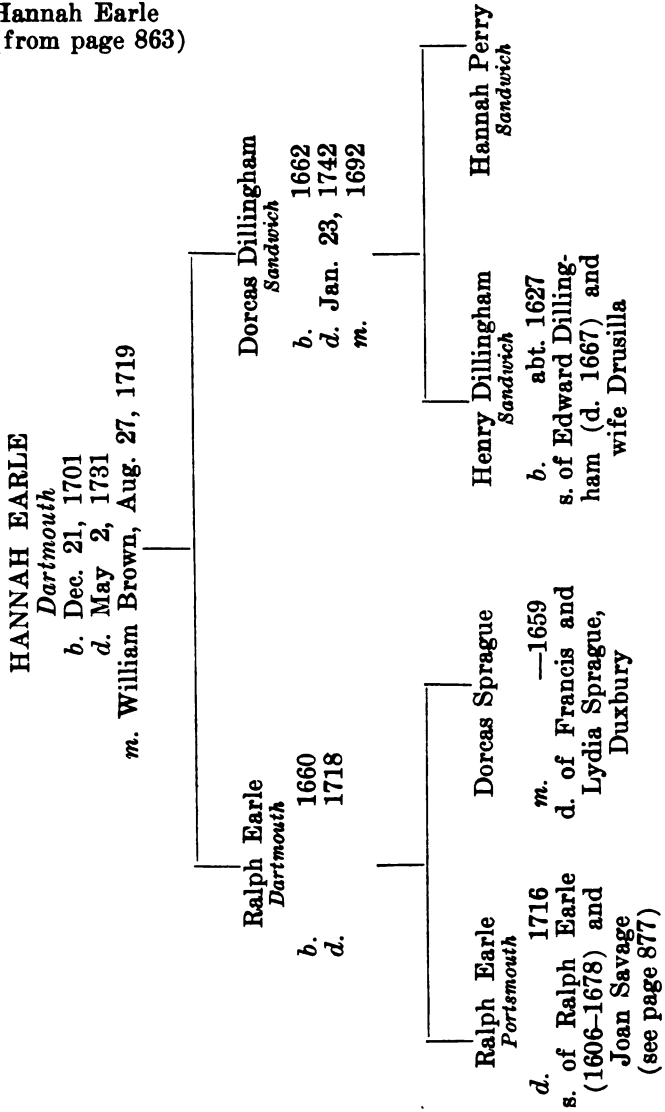 Hannah Earle
from page 863)
HANNAH EARLE
Dartmouth
b. Dec. 21, 1701
d. May 2, 1731
m. William Brown, Aug. 27, 1719
Ralph Earle
Dartmouth
b. 1660
d. 1718
Dorcas Dillingham
Sandwich
b. 1662
d. Jan. 23, 1742
m. 1692
Ralph Earle
Portsmouth
d. 1716
s. of Ralph Earle
(1606–1678) and
Joan Savage
(see page 877)
Dorcas Sprague
m. —1659
d. of Francis and
Lydia Sprague,
Duxbury
Henry Dillingham
Sandwich
b. abt. 1627
s. of Edward Dilling-
ham (d. 1667) and
wife Drusilla
Hannah Perry
Sandwich